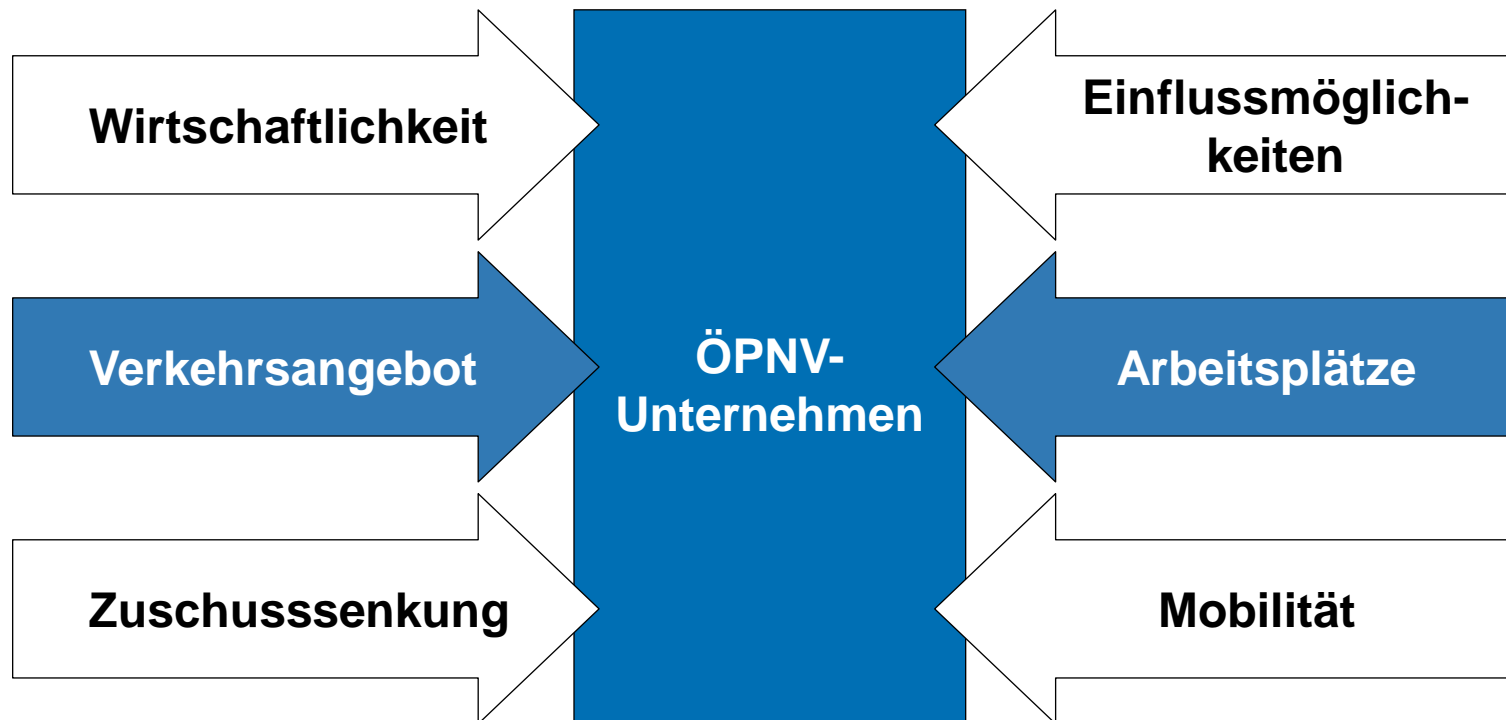 Wirtschaftlichkeit
Einflussmöglich-
keiten
Verkehrsangebot
ÖPNV-
Unternehmen
Arbeitsplätze
Zuschusssenkung
Mobilität